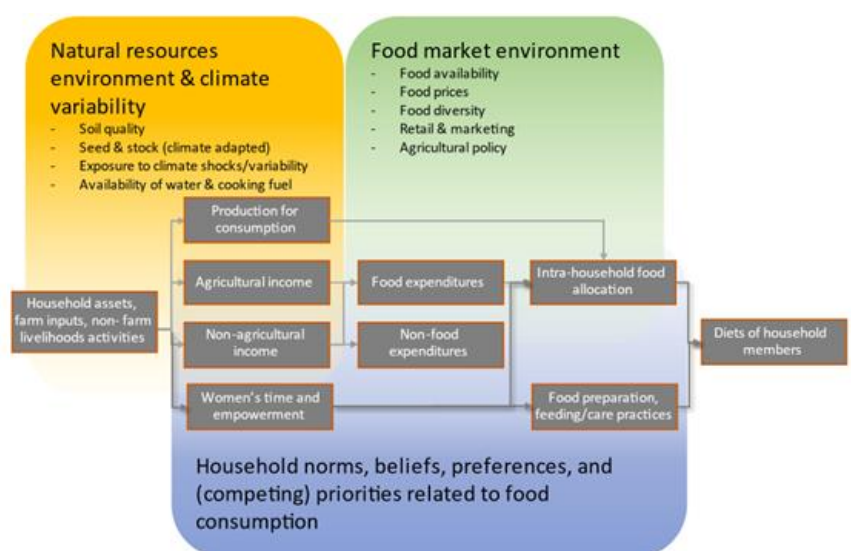 Natural resources
environment & climate
variability
- Soil quality
- Seed & stock (climate adapted)
- Exposure to climate shocks/variability
- Availability of water & cooking fuel
Food market environment
- Food availability
- Food prices
- Food diversity
- Retail & marketing
- Agricultural policy
Production for
consumption
Agricultural income
Food expenditures
Intra-household food
allocation
Household assets,
farm inputs, non- farm
livelihoods activities
Non-agricultural
income
Non-food
expenditures
Diets of household
members
Women's time and
empowerment
Food preparation,
feeding/care practices
Household norms, beliefs, preferences, and
(competing) priorities related to food
consumption